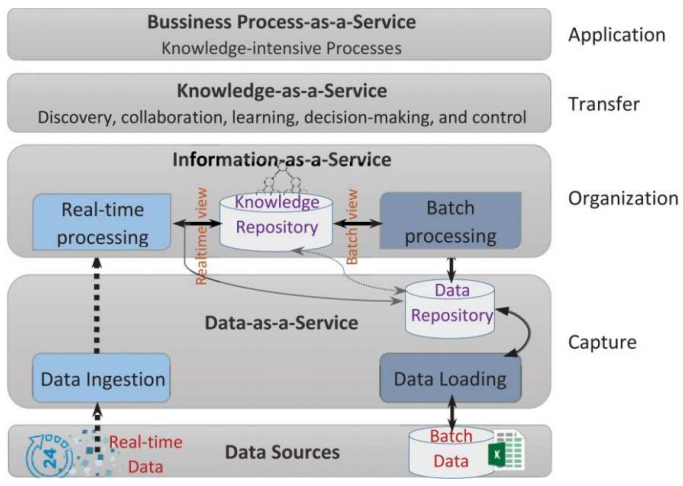 Bussiness Process-as-a-Service
Knowledge-intensive Processes
Application
Knowledge-as-a-Service
Discovery, collaboration, learning, decision-making, and control
Transfer
Information-as-a-Service
Real-time
processing
Realtime view
Knowledge
Repository
Batch view
Batch
processing
Organization
Data
Repository
Data-as-a-Service
Capture
Data Ingestion
Data Loading
24
Real-time
Data
Data Sources
Batch
Data
X